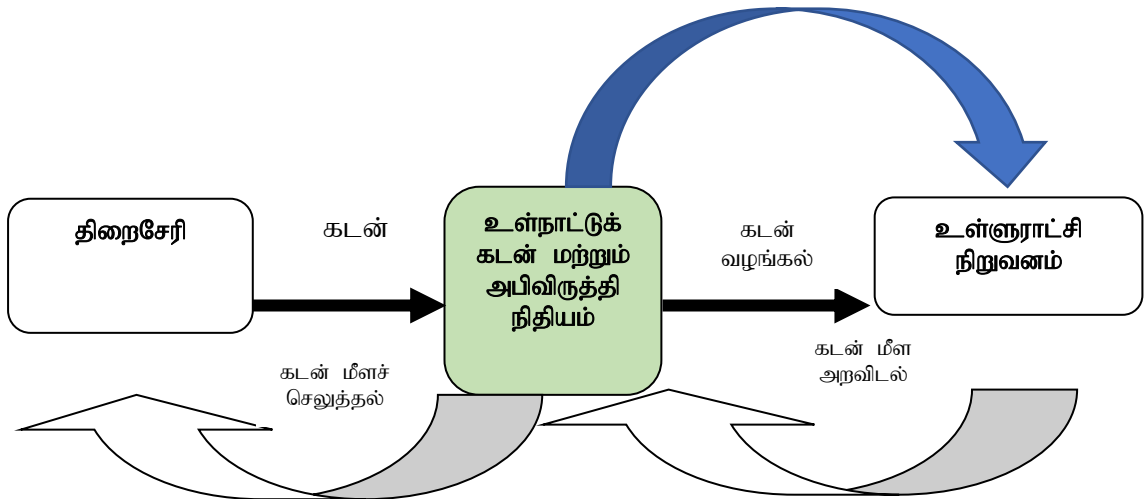 திறைசேரி
கடன்
உள்நாட்டுக்
கடன் மற்றும்
அபிவிருத்தி
நிதியம்
கடன்
வழங்கல்
உள்ளுராட்சி
நிறுவனம்
கடன் மீளச்
செலுத்தல்
கடன் மீள
அறவிடல்